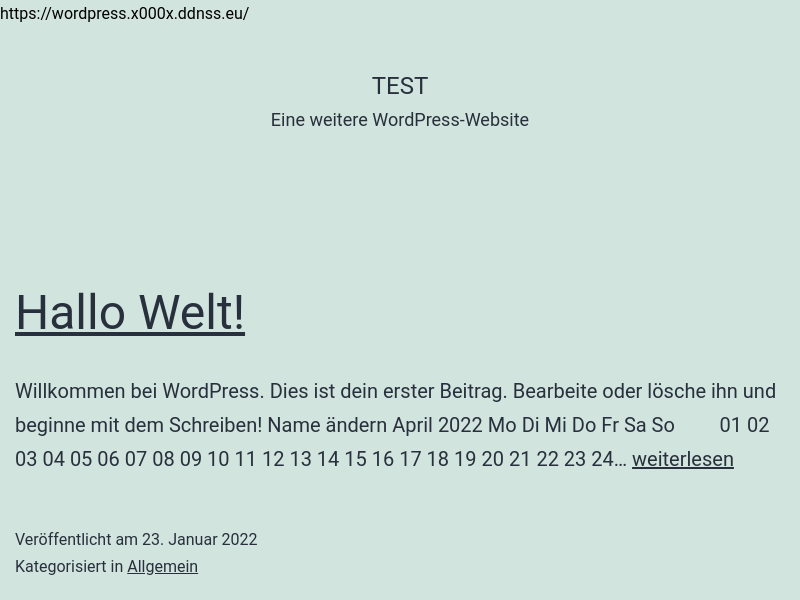 https://wordpress.x000x.ddnss.eu/
TEST
Eine weitere WordPress-Website
Hallo Welt!
Willkommen bei WordPress. Dies ist dein erster Beitrag. Bearbeite oder lösche ihn und
beginne mit dem Schreiben! Name ändern April 2022 Mo Di Mi Do Fr Sa So 01 02
03 04 05 06 07 08 09 10 11 12 13 14 15 16 17 18 19 20 21 22 23 24… weiterlesen
Veröffentlicht am 23. Januar 2022
Kategorisiert in Allgemein